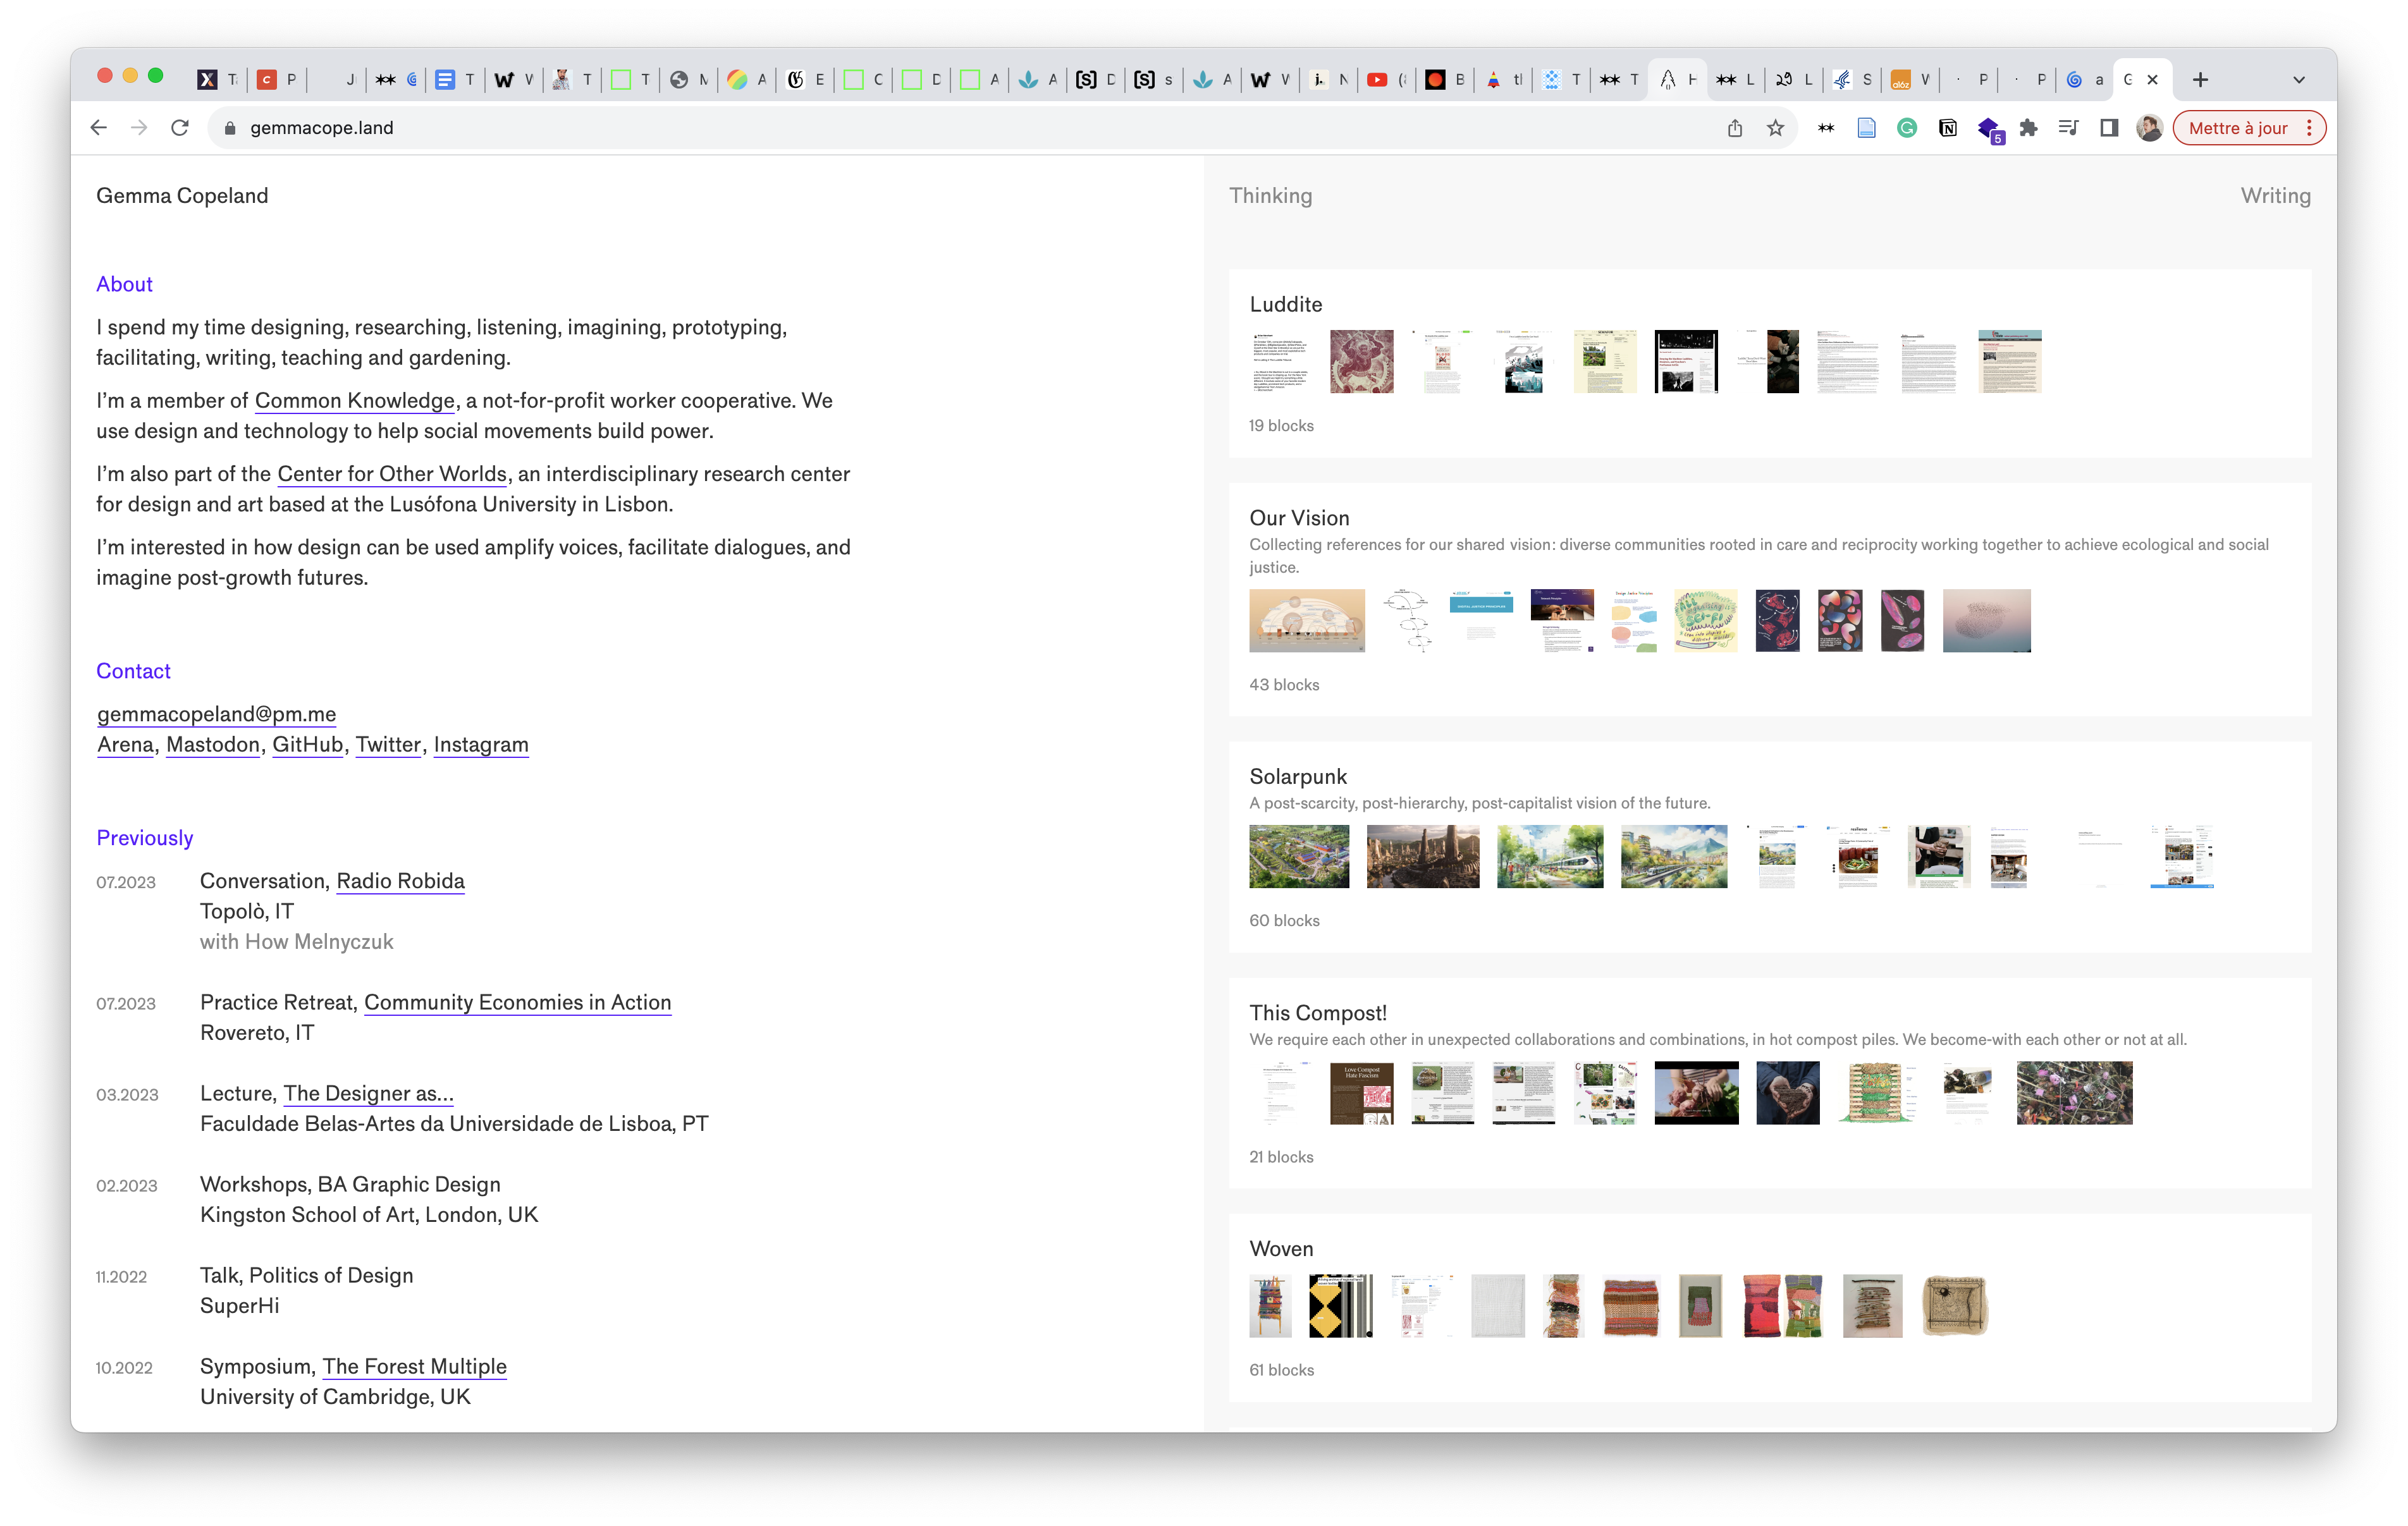 gemmacope.land
Mettre à jour
5
Gemma Copeland
About
I spend my time designing, researching, listening, imagining, prototyping,
facilitating, writing, teaching and gardening.
I'm a member of Common Knowledge, a not-for-profit worker cooperative. We
use design and technology to help social movements build power.
I'm also part of the Center for Other Worlds, an interdisciplinary research center
for design and art based at the Lusófona University in Lisbon.
I'm interested in how design can be used amplify voices, facilitate dialogues, and
imagine post-growth futures.
Contact
gemmacopeland@pm.me
Arena, Mastodon, GitHub, Twitter, Instagram
Previously
07.2023
Conversation, Radio Robida
Topolò, IT
with How Melnyczuk
07.2023
Practice Retreat, Community Economies in Action
Rovereto, IT
03.2023
Lecture, The Designer as...
Faculdade Belas-Artes da Universidade de Lisboa, PT
02.2023
Workshops, BA Graphic Design
Kingston School of Art, London, UK
11.2022
Talk, Politics of Design
SuperHi
10.2022
Symposium, The Forest Multiple
University of Cambridge, UK
Thinking
Writing
Luddite
19 blocks
Our Vision
Collecting references for our shared vision: diverse communities rooted in care and reciprocity working together to achieve ecological and social
justice.
43 blocks
Solarpunk
A post-scarcity, post-hierarchy, post-capitalist vision of the future.
60 blocks
This Compost!
We require each other in unexpected collaborations and combinations, in hot compost piles. We become-with each other or not at all.
Love Compost
Hate Fascism
21 blocks
Woven
61 blocks